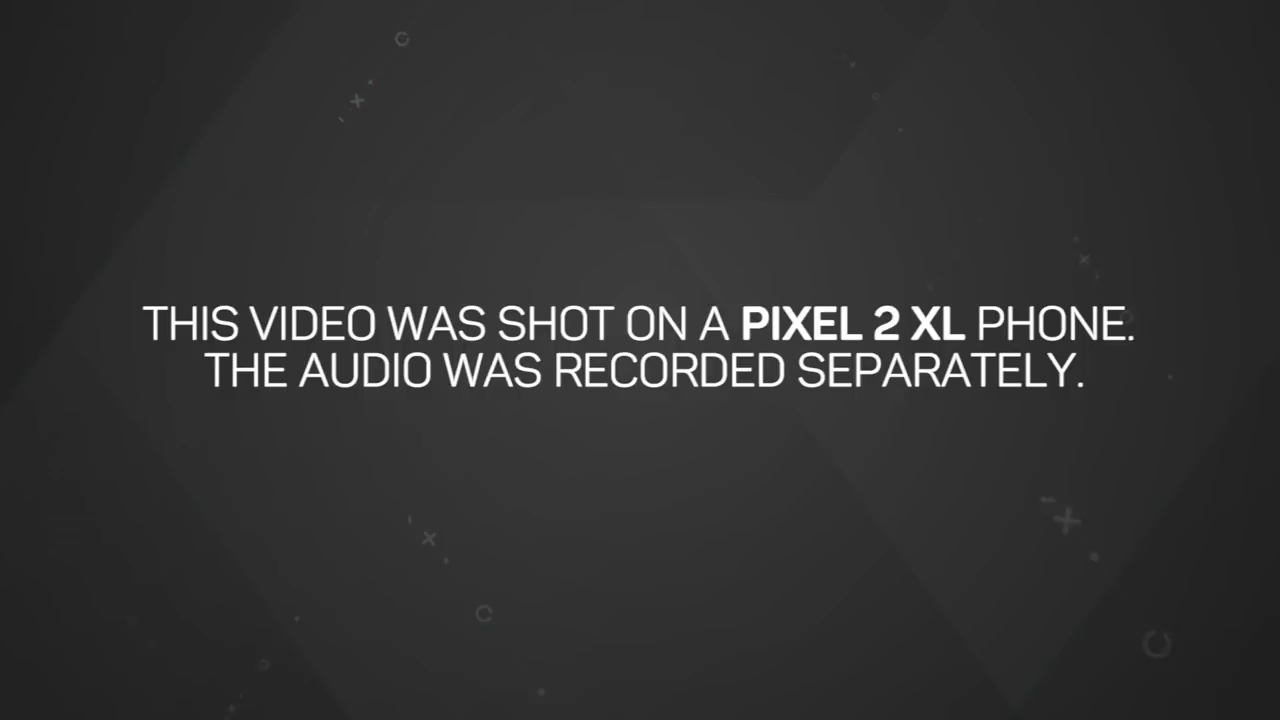 THIS VIDEO WAS SHOT ON A PIXEL 2 XL PHONE.
THE AUDIO WAS RECORDED SEPARATELY.